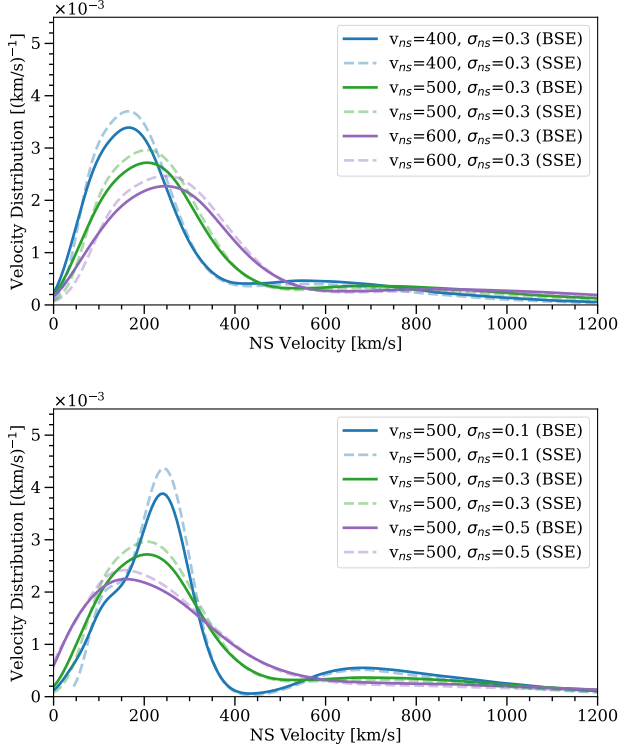 ×10⁻³
v_ns=400, σ_ns=0.3 (BSE)
v_ns=400, σ_ns=0.3 (SSE)
v_ns=500, σ_ns=0.3 (BSE)
v_ns=500, σ_ns=0.3 (SSE)
v_ns=600, σ_ns=0.3 (BSE)
v_ns=600, σ_ns=0.3 (SSE)
Velocity Distribution [(km/s)⁻¹]
5
4
3
2
1
0
0 200 400 600 800 1000 1200
NS Velocity [km/s]
×10⁻³
v_ns=500, σ_ns=0.1 (BSE)
v_ns=500, σ_ns=0.1 (SSE)
v_ns=500, σ_ns=0.3 (BSE)
v_ns=500, σ_ns=0.3 (SSE)
v_ns=500, σ_ns=0.5 (BSE)
v_ns=500, σ_ns=0.5 (SSE)
Velocity Distribution [(km/s)⁻¹]
5
4
3
2
1
0
0 200 400 600 800 1000 1200
NS Velocity [km/s]